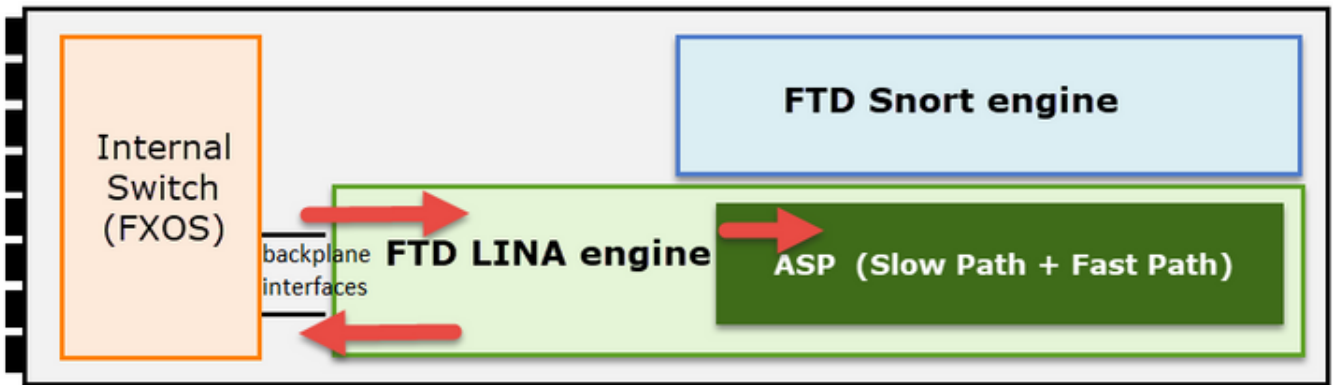 Internal
Switch
(FXOS)
FTD Snort engine
backplane
interfaces
FTD LINA engine
ASP (Slow Path + Fast Path)